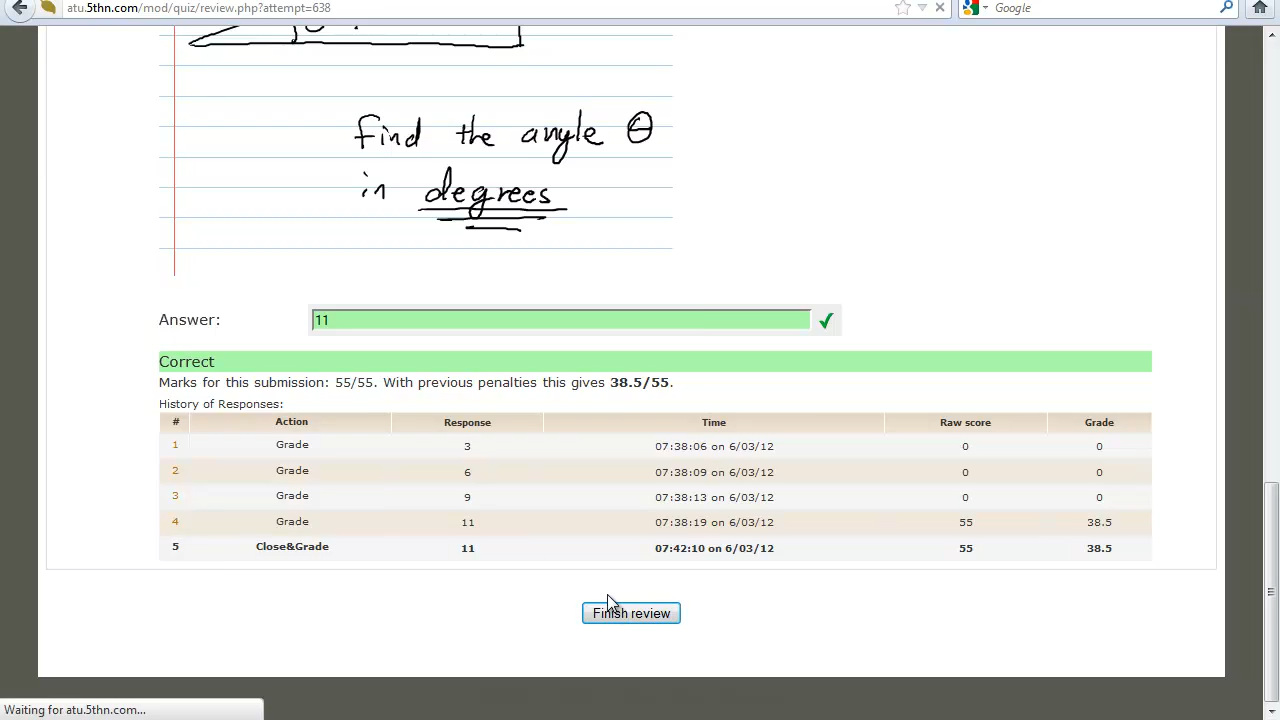 atu.5thn.com/mod/quiz/review.php?attempt=638
Google
find the angle θ
in degrees
Answer:
11
Correct
Marks for this submission: 55/55. With previous penalties this gives 38.5/55.
History of Responses:
# Action Response Time Raw score Grade
1 Grade 3 07:38:06 on 6/03/12 0 0
2 Grade 6 07:38:09 on 6/03/12 0 0
3 Grade 9 07:38:13 on 6/03/12 0 0
4 Grade 11 07:38:19 on 6/03/12 55 38.5
5 Close&Grade 11 07:42:10 on 6/03/12 55 38.5
Finish review
Waiting for atu.5thn.com...